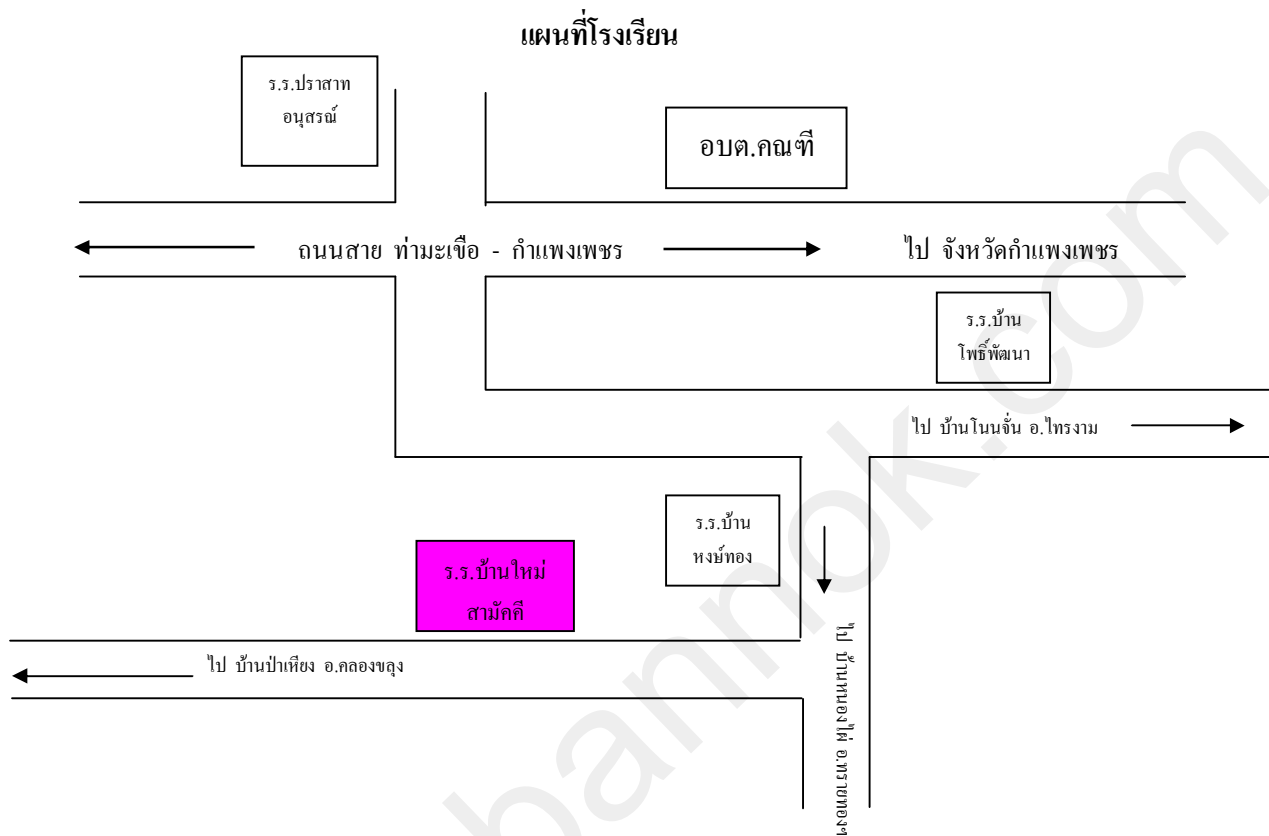 แผนที่โรงเรียน
ร.ร.ปราสาท
อนุสรณ์
อบต.คณฑี
ถนนสาย ท่ามะเขือ - กำแพงเพชร
ไป จังหวัดกำแพงเพชร
ร.ร.บ้าน
โพธิ์พัฒนา
ไป บ้านโนนจั่น อ.ไทรงาม
ร.ร.บ้าน
หงษ์ทอง
ร.ร.บ้านใหม่
สามัคคี
ไป บ้านป่าเหียง อ.คลองขลุง
ไป บ้านหนองไผ่ อ.ทรายทองฯ
bannok.com